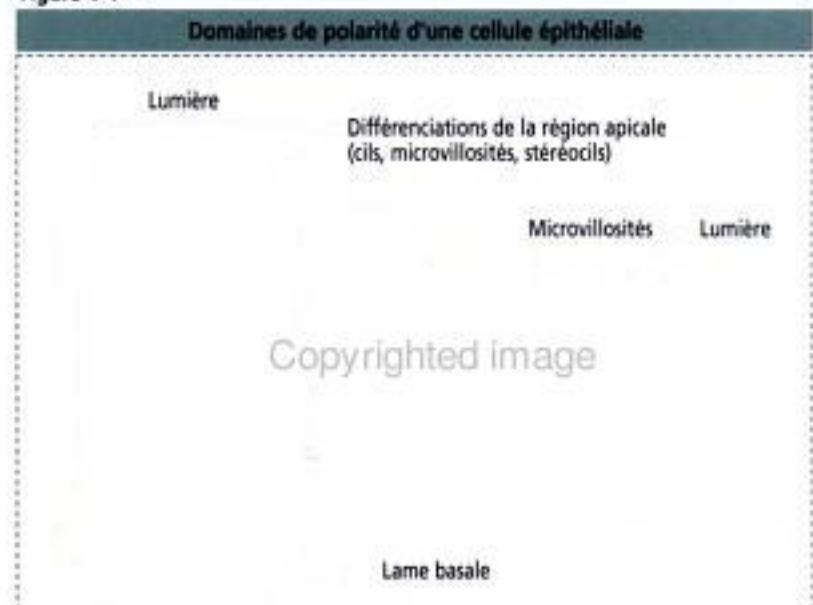 Domaines de polarité d'une cellule épithéliale
Lumière
Différenciations de la région apicale
(cils, microvillosités, stéréocils)
Microvillosités Lumière
Copyrighted image
Lame basale